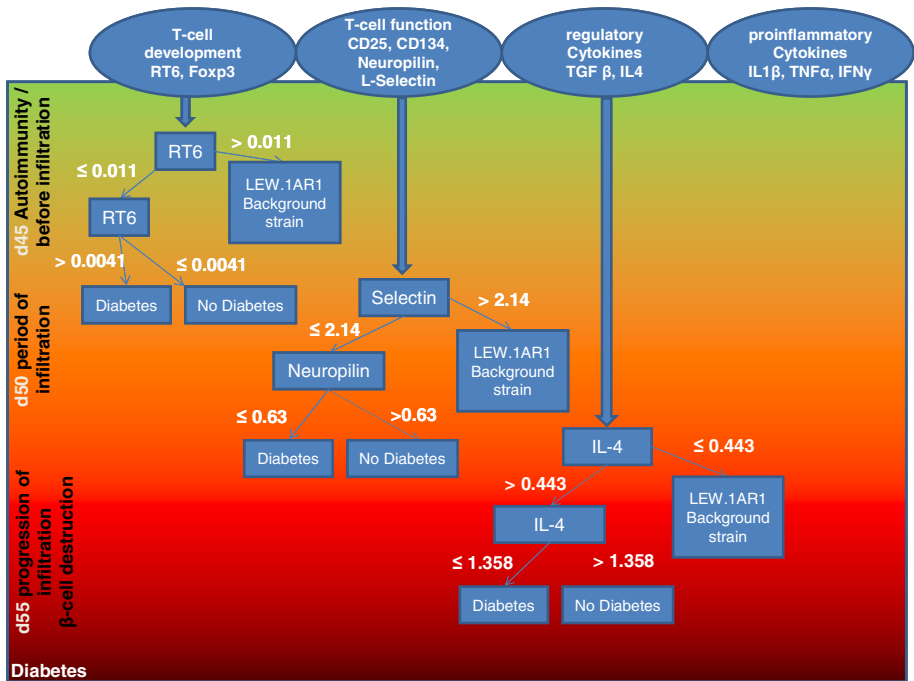 T-cell
development
RT6, Foxp3
T-cell function
CD25, CD134,
Neuropilin,
L-Selectin
regulatory
Cytokines
TGF β, IL4
proinflammatory
Cytokines
IL1β, TNFα, IFNγ
d45 Autoimmunity /
before infiltration
RT6
> 0.011
≤ 0.011
LEW.1AR1
Background
strain
RT6
> 0.0041
≤ 0.0041
Diabetes
No Diabetes
d50 period of
infiltration
Selectin
> 2.14
≤ 2.14
LEW.1AR1
Background
strain
Neuropilin
≤ 0.63
>0.63
Diabetes
No Diabetes
d55 progression of
infiltration
β-cell destruction
IL-4
≤ 0.443
> 0.443
LEW.1AR1
Background
strain
IL-4
≤ 1.358
> 1.358
Diabetes
No Diabetes
Diabetes